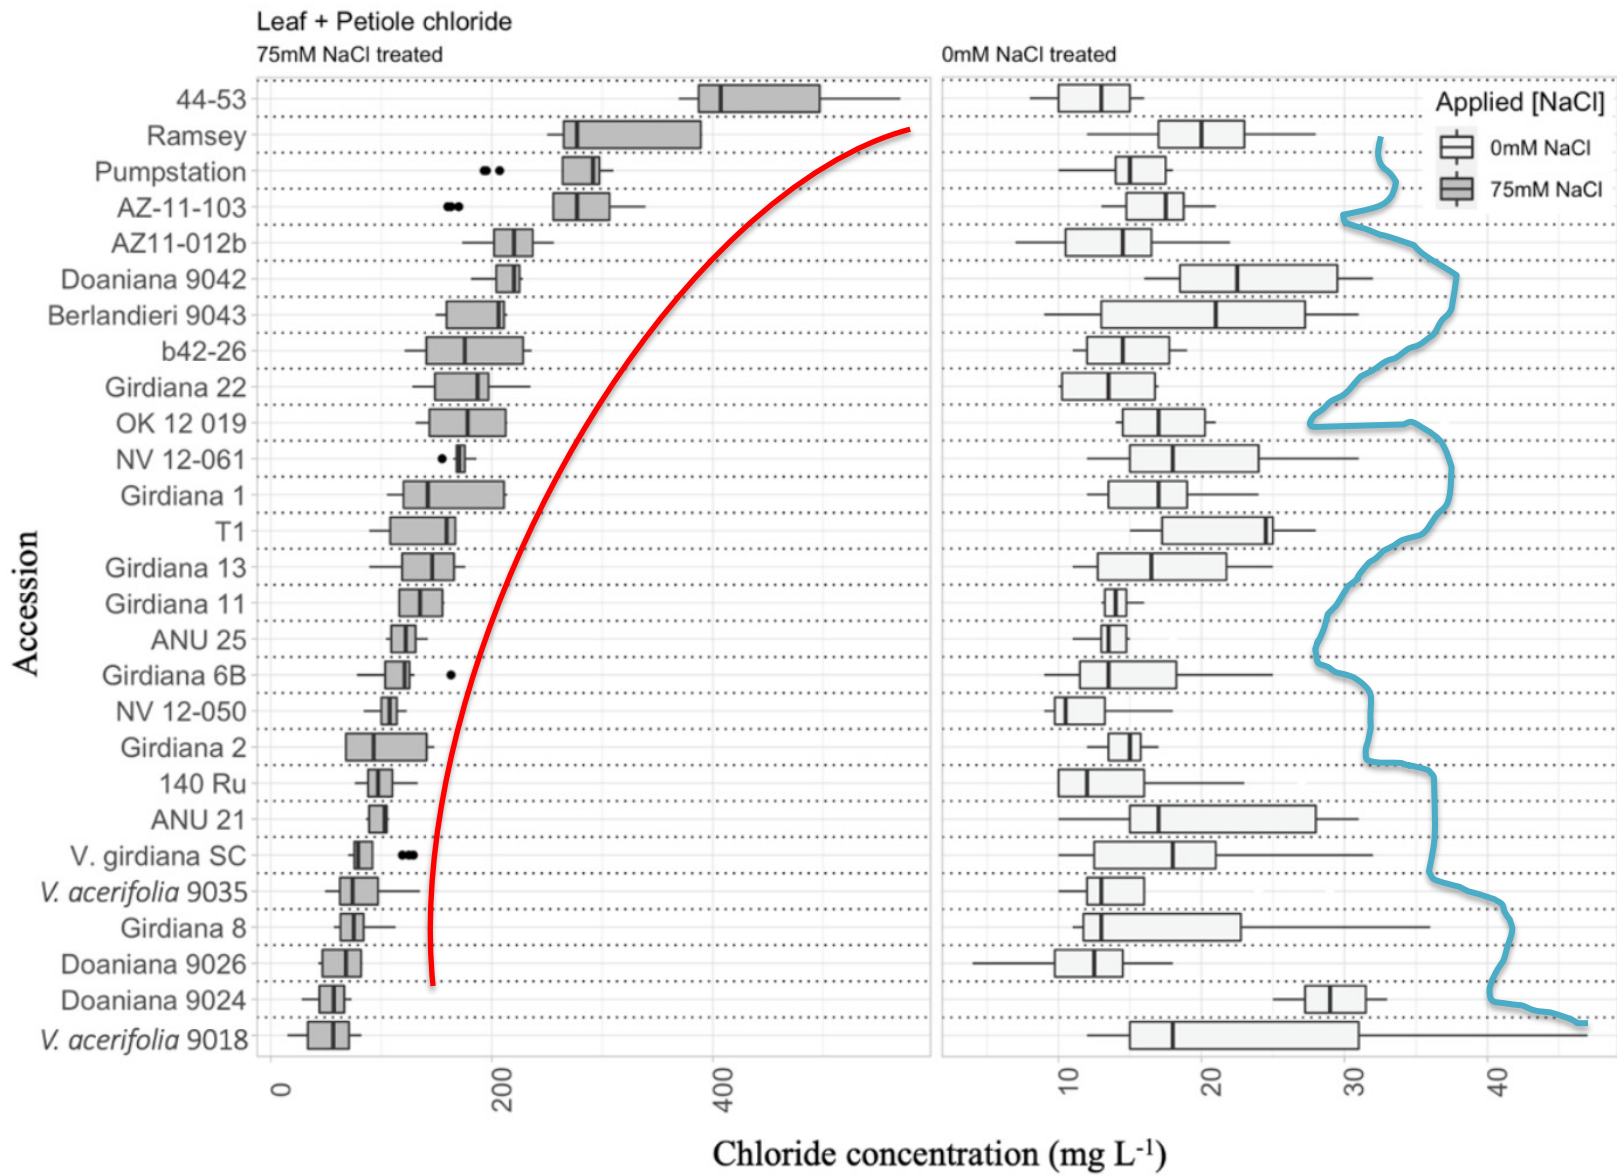 Leaf + Petiole chloride
75mM NaCl treated
0mM NaCl treated
Applied [NaCl]
0mM NaCl
75mM NaCl
Accession
44-53
Ramsey
Pumpstation
AZ-11-103
AZ11-012b
Doaniana 9042
Berlandieri 9043
b42-26
Girdiana 22
OK 12 019
NV 12-061
Girdiana 1
T1
Girdiana 13
Girdiana 11
ANU 25
Girdiana 6B
NV 12-050
Girdiana 2
140 Ru
ANU 21
V. girdiana SC
V. acerifolia 9035
Girdiana 8
Doaniana 9026
Doaniana 9024
V. acerifolia 9018
0 200 400
10 20 30 40
Chloride concentration (mg L⁻¹)